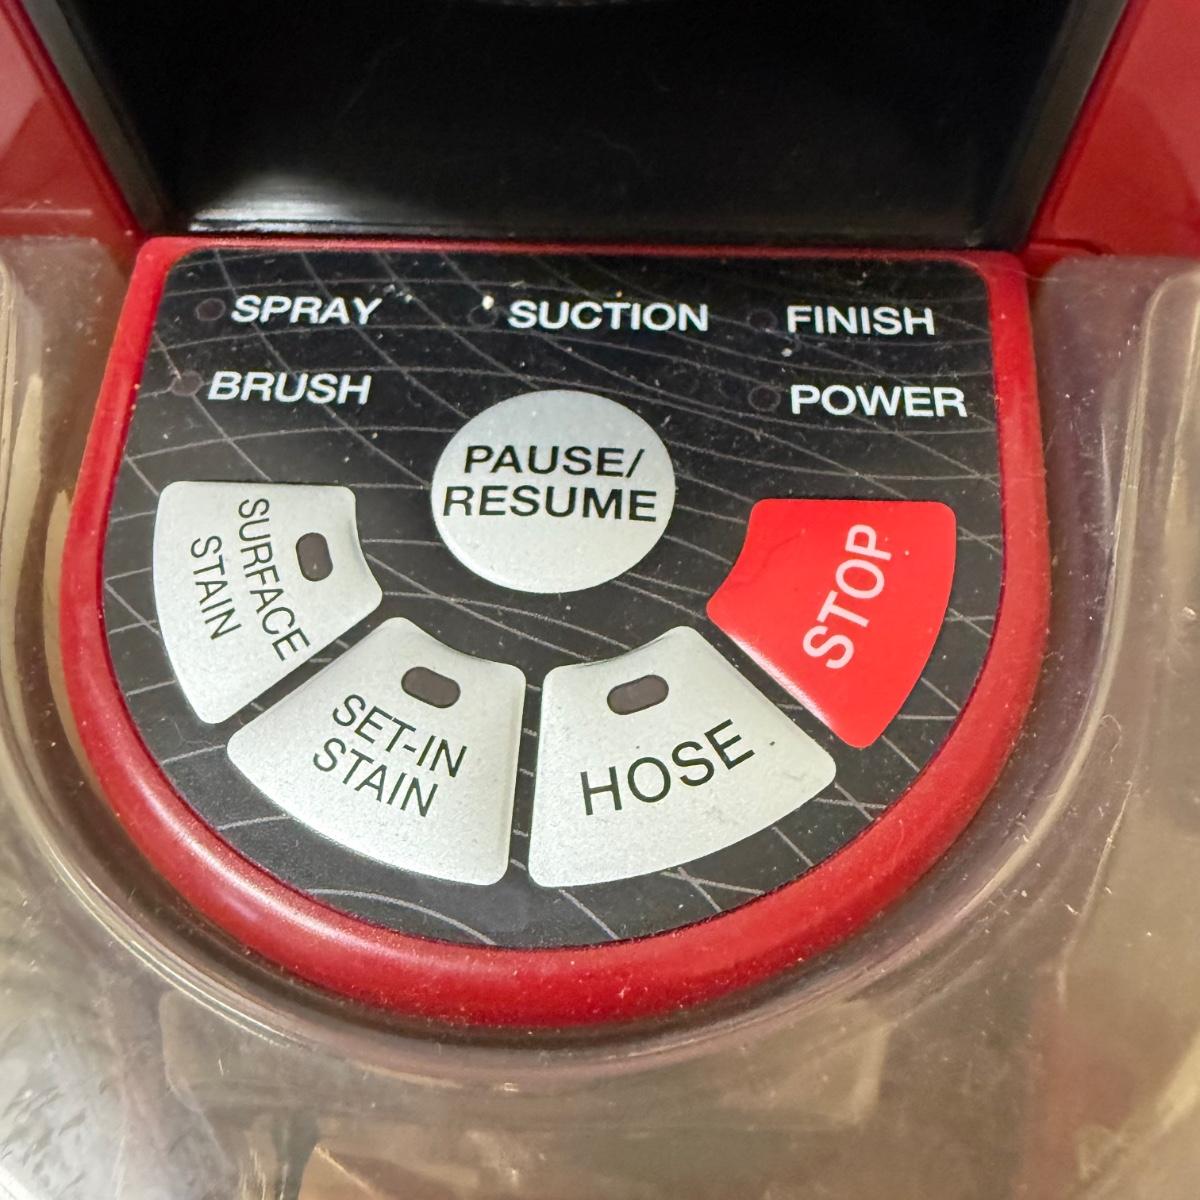 SPRAY SUCTION FINISH
BRUSH POWER
PAUSE/
RESUME
SURFACE
STAIN
SET-IN
STAIN
HOSE
STOP